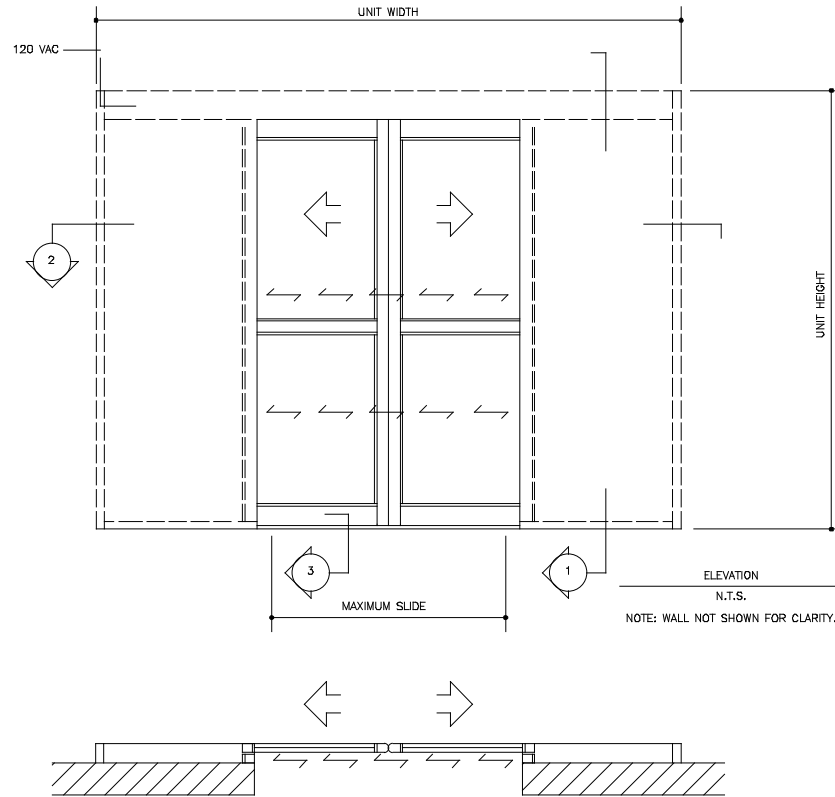 UNIT WIDTH
120 VAC
UNIT HEIGHT
2
3
1
ELEVATION
N.T.S.
MAXIMUM SLIDE
NOTE: WALL NOT SHOWN FOR CLARITY.